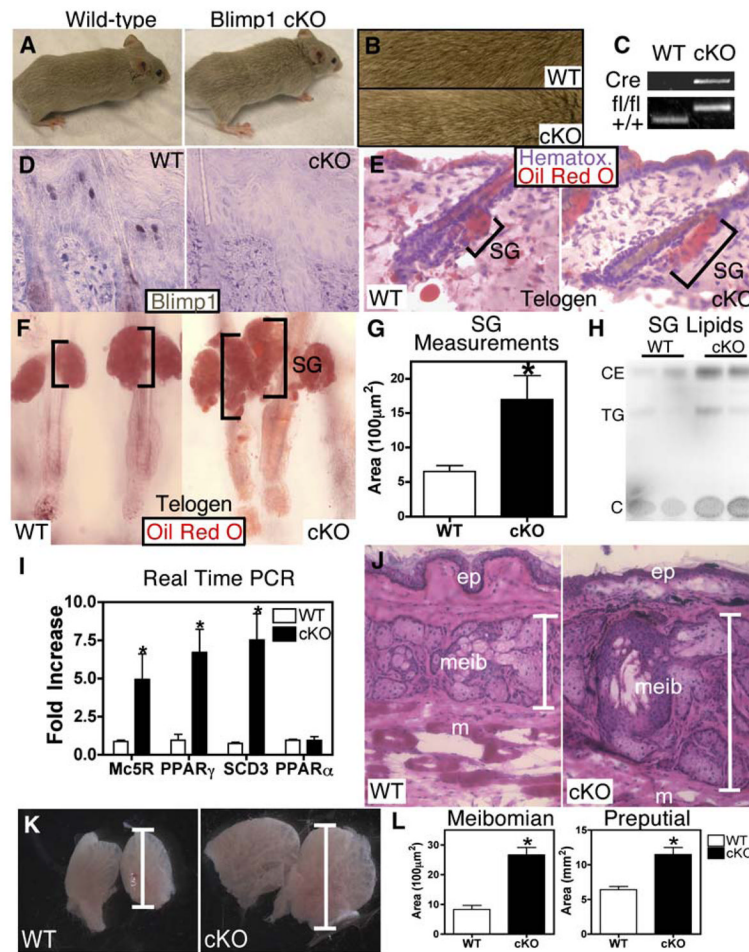 Wild-type Blimp1 cKO
A
B
WT
cKO
C
WT cKO
Cre
fl/fl
+/+
D
WT
cKO
Blimp1
E
Hematox.
Oil Red O
SG
SG
WT
Telogen
cKO
F
SG
Telogen
WT
Oil Red O
cKO
G
SG
Measurements
Area (100μm²)
20
15
10
5
0
*
WT
cKO
H
SG Lipids
WT
cKO
CE
TG
C
I
Real Time PCR
Fold Increase
10.0
7.5
5.0
2.5
0.0
* * *
WT
cKO
Mc5R PPARγ SCD3 PPARα
J
ep
meib
m
WT
ep
meib
m
cKO
K
WT
cKO
L
Meibomian
Area (100μm²)
30
20
10
0
*
WT cKO
Preputial
Area (mm²)
15
10
5
0
*
WT cKO
WT
cKO